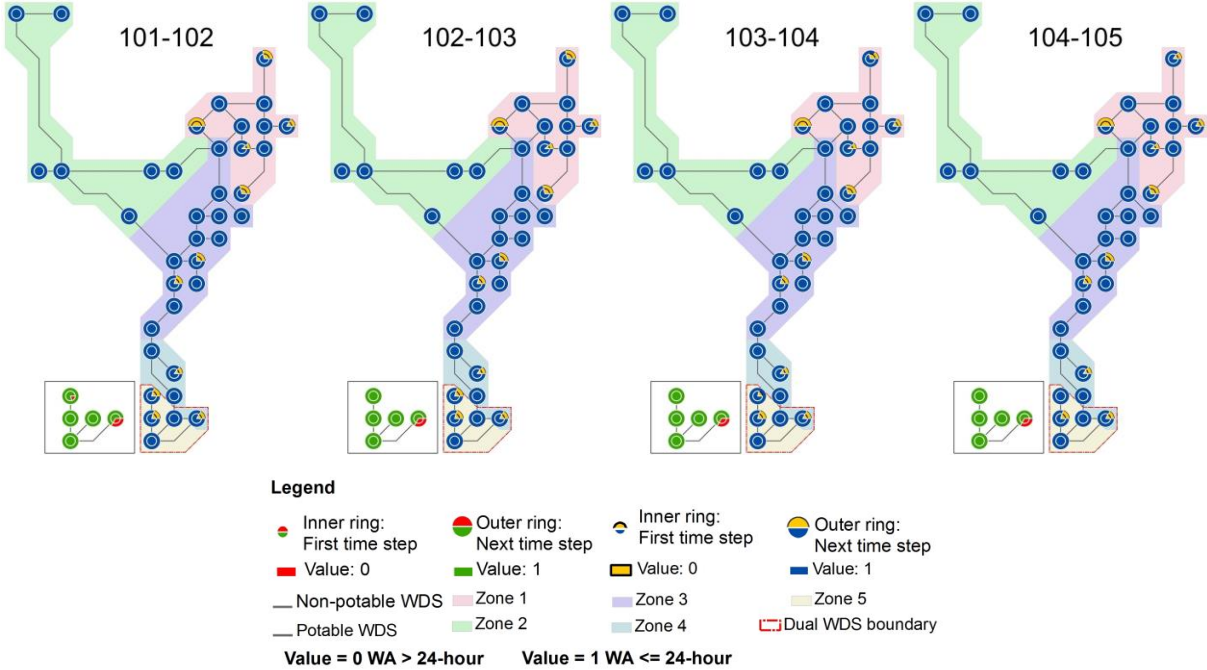 101-102 102-103 103-104 104-105
Legend
Inner ring: Outer ring: Inner ring: Outer ring:
First time step Next time step First time step Next time step
Value: 0 Value: 1 Value: 0 Value: 1
Non-potable WDS Zone 1 Zone 3 Zone 5
Potable WDS Zone 2 Zone 4 Dual WDS boundary
Value = 0 WA > 24-hour Value = 1 WA <= 24-hour